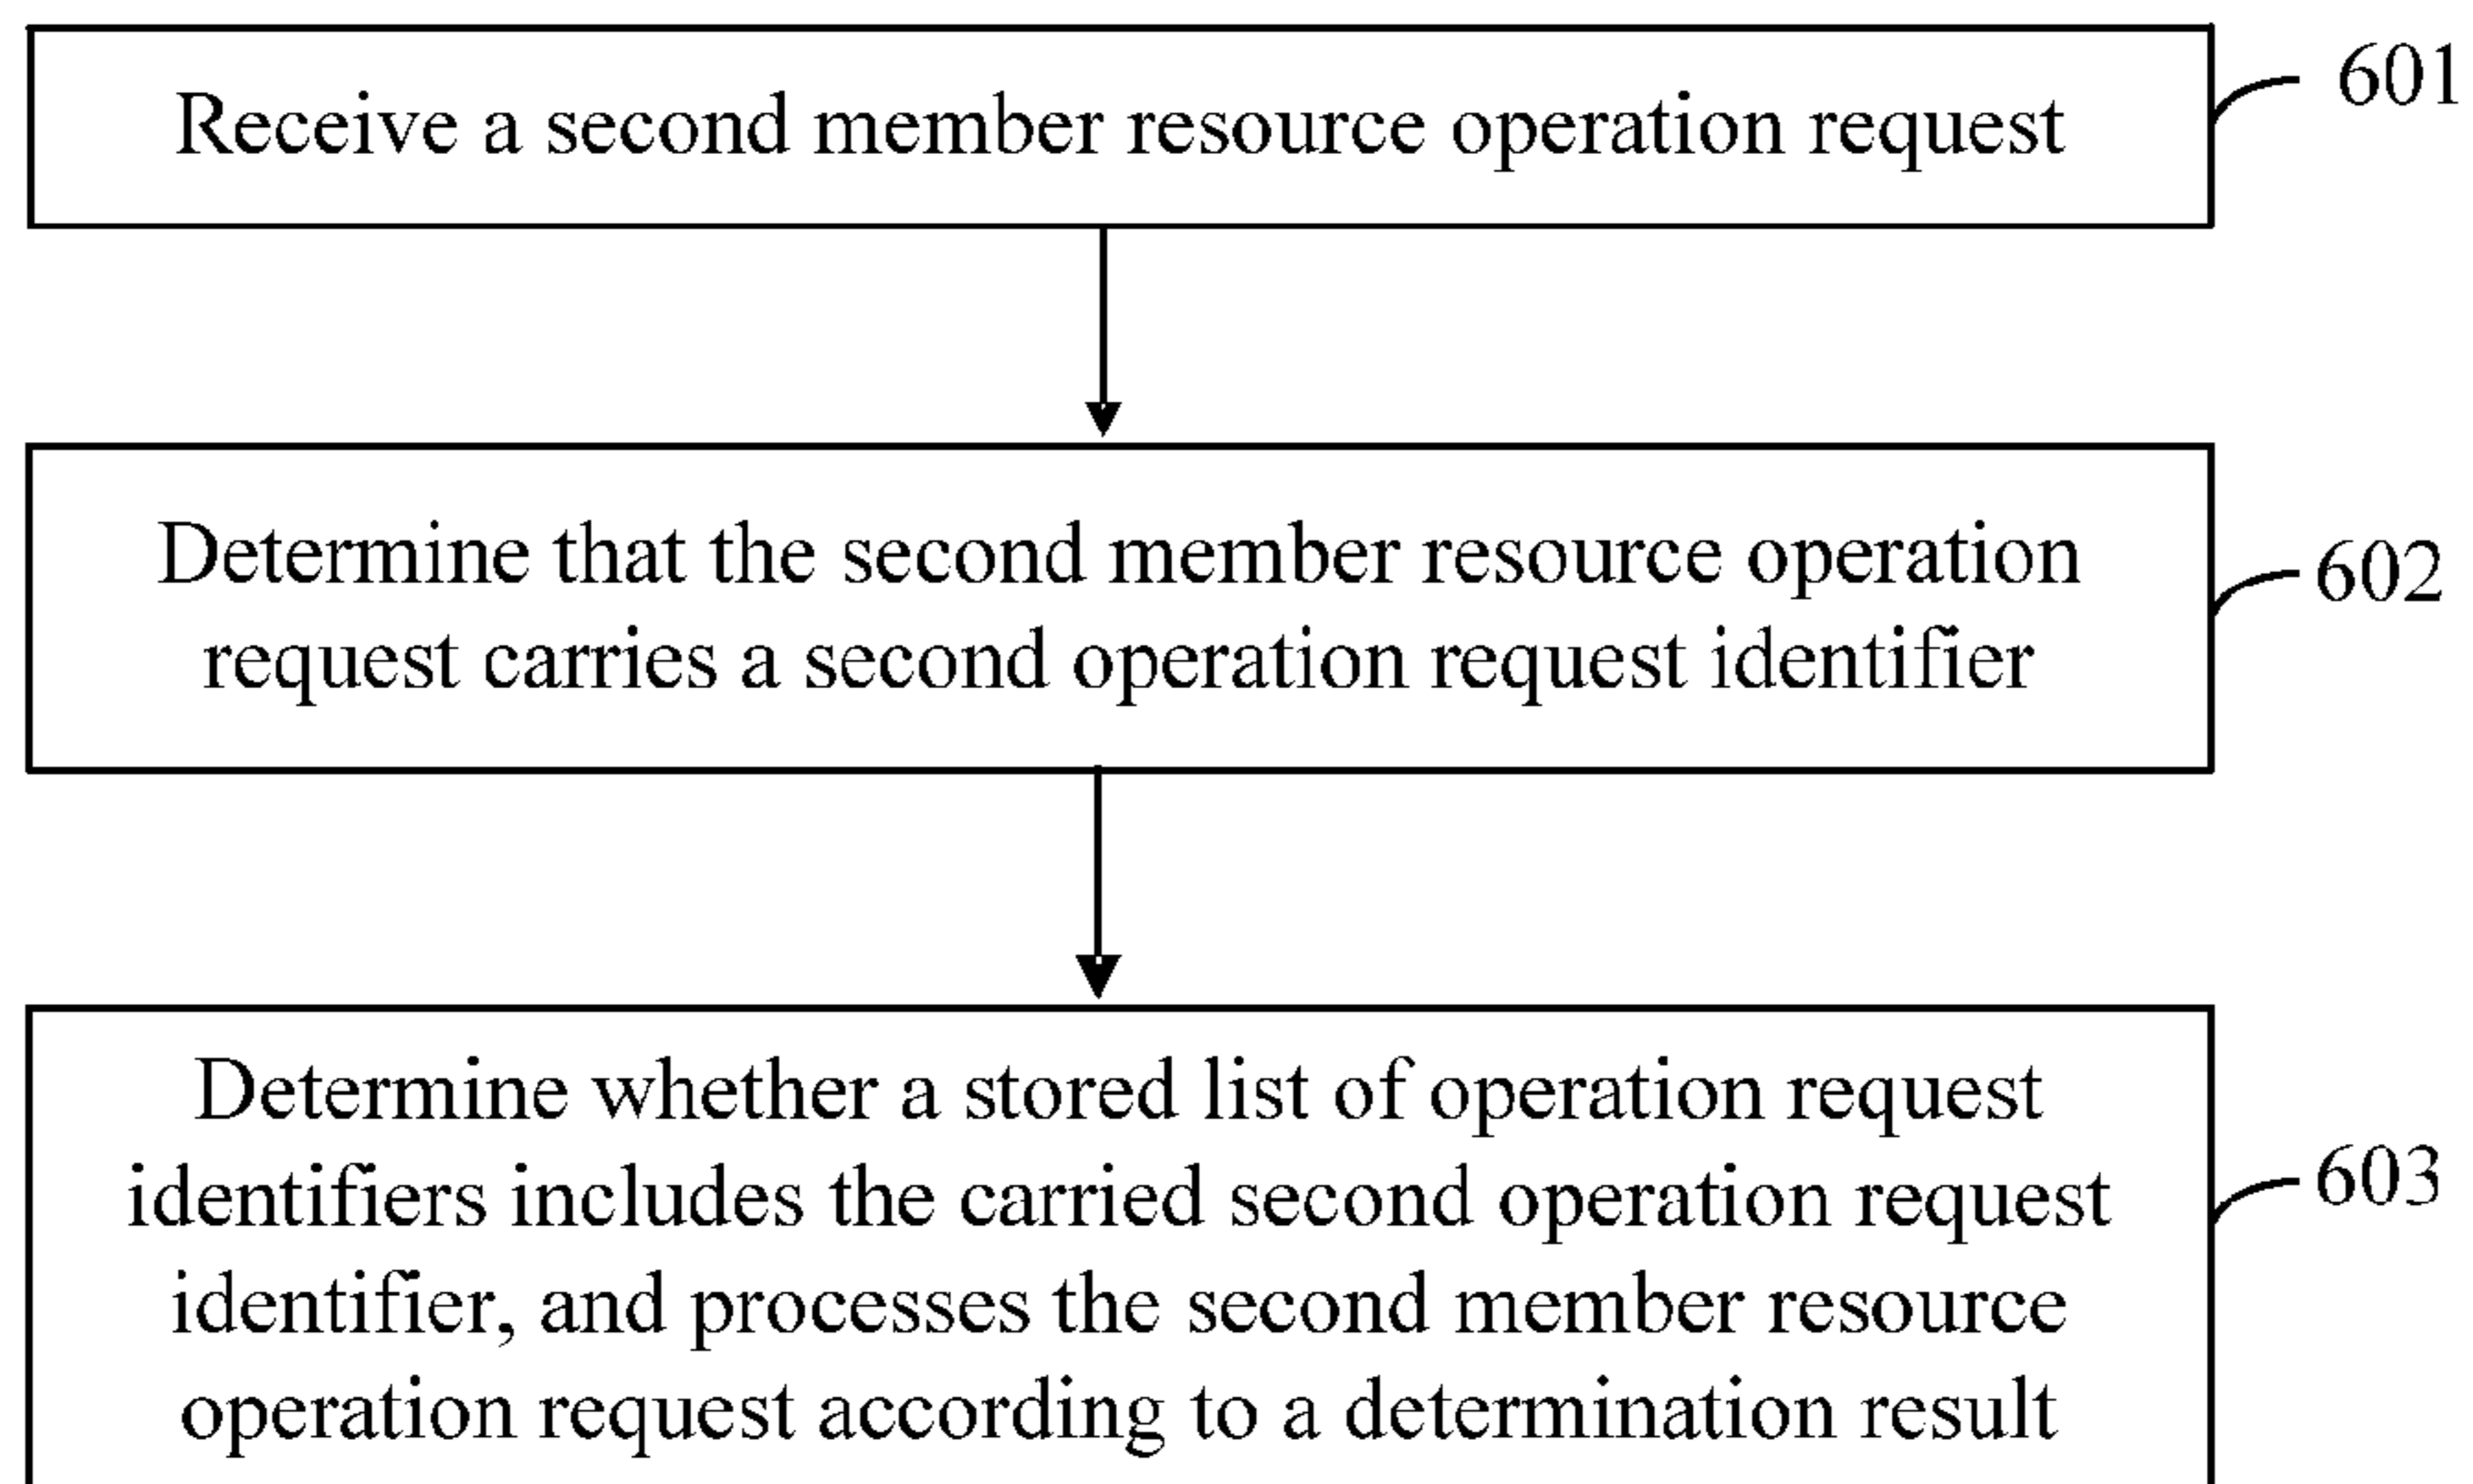 Receive a second member resource operation request
601
Determine that the second member resource operation
request carries a second operation request identifier
602
Determine whether a stored list of operation request
identifiers includes the carried second operation request
identifier, and processes the second member resource
operation request according to a determination result
603